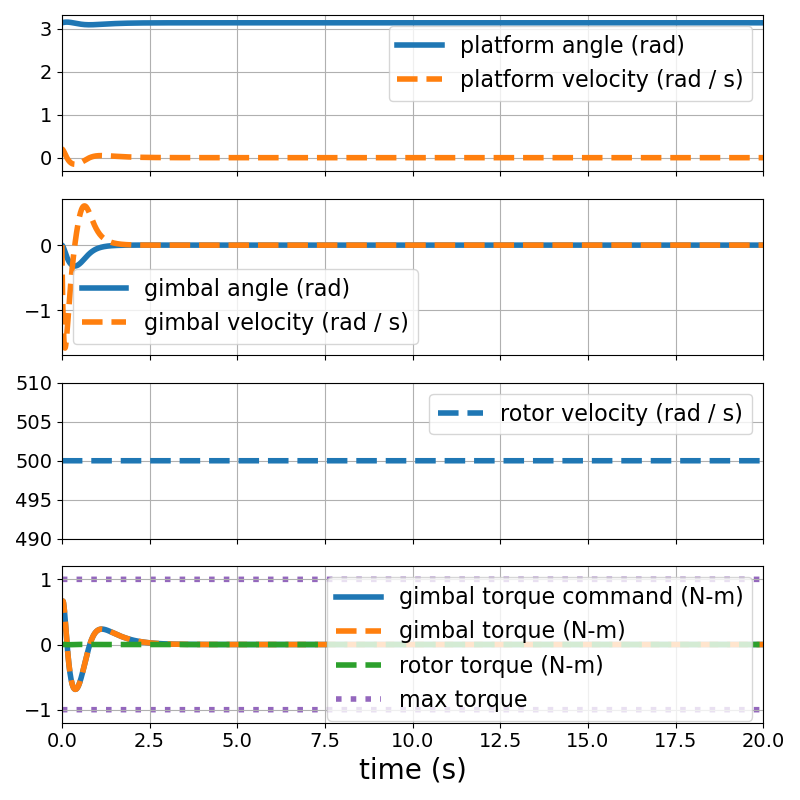 3
2
1
0
platform angle (rad)
platform velocity (rad / s)
0
−1
gimbal angle (rad)
gimbal velocity (rad / s)
510
505
500
495
490
rotor velocity (rad / s)
1
0
−1
gimbal torque command (N-m)
gimbal torque (N-m)
rotor torque (N-m)
max torque
0.0 2.5 5.0 7.5 10.0 12.5 15.0 17.5 20.0
time (s)